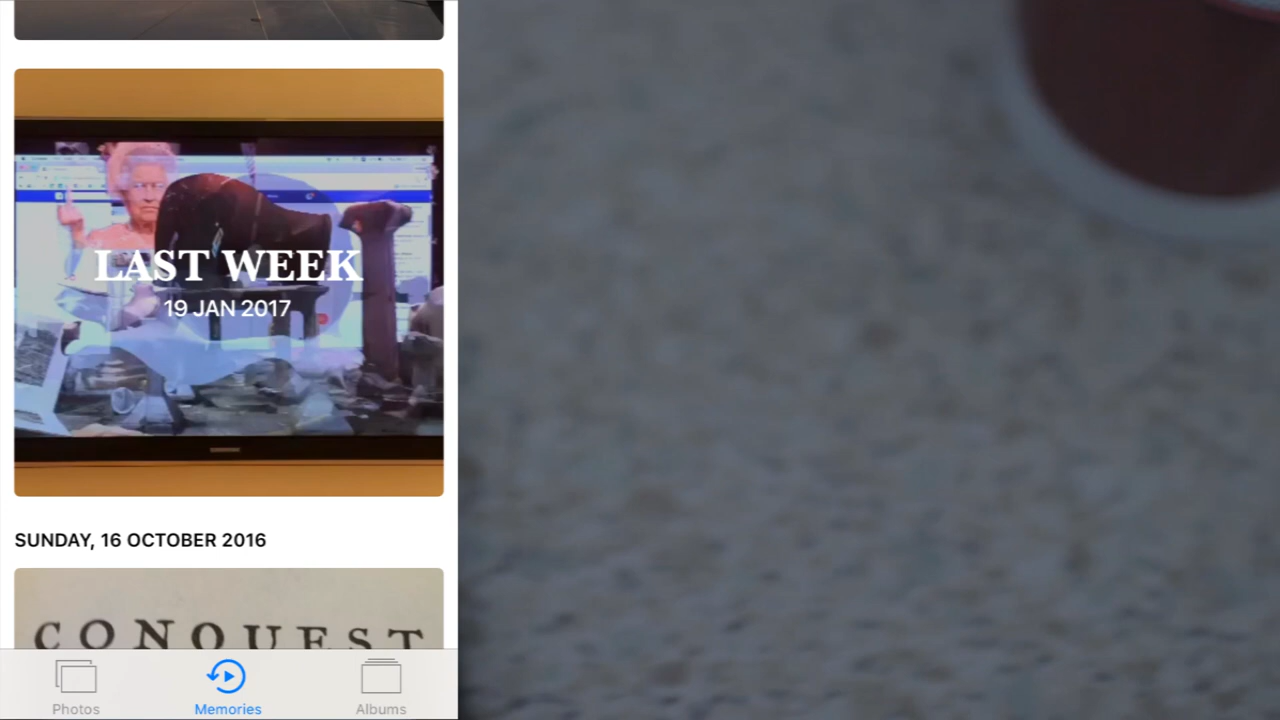 LAST WEEK
19 JAN 2017
SUNDAY, 16 OCTOBER 2016
CONQUEST
Photos
Memories
Albums